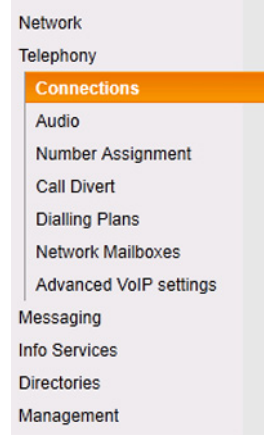 Network
Telephony
Connections
Audio
Number Assignment
Call Divert
Dialling Plans
Network Mailboxes
Advanced VoIP settings
Messaging
Info Services
Directories
Management